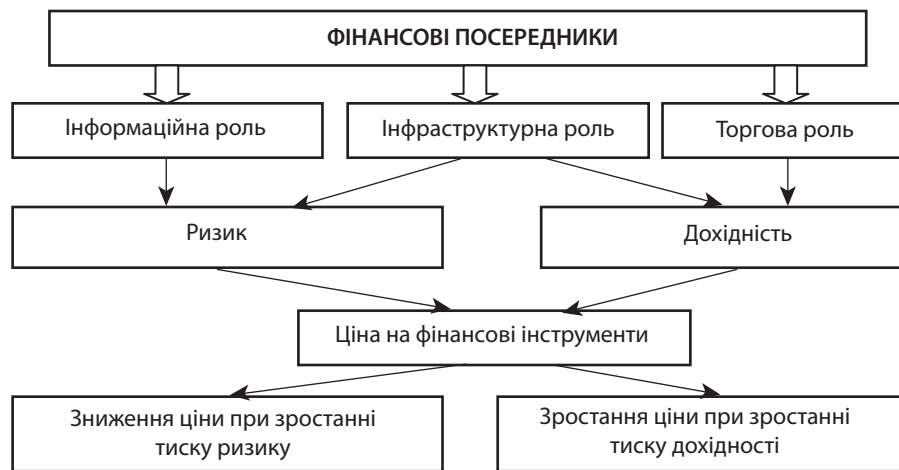 ФІНАНСОВІ ПОСЕРЕДНИКИ
Інформаційна роль
Інфраструктурна роль
Торгова роль
Ризик
Дохідність
Ціна на фінансові інструменти
Зниження ціни при зростанні
тиску ризику
Зростання ціни при зростанні
тиску дохідності